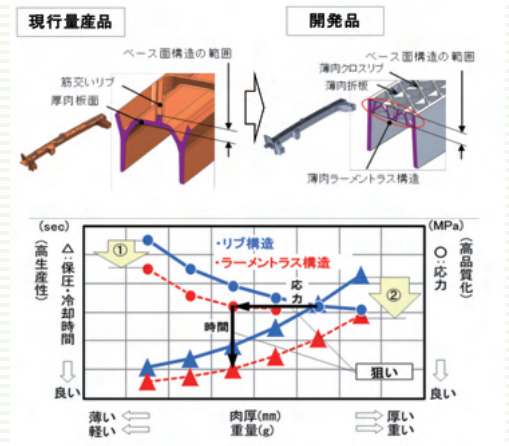 現行量産品
開発品
ベース面構造の範囲
筋交いリブ
厚肉板面
ベース面構造の範囲
薄肉クロスリブ
薄肉折板
薄肉ラーメントラス構造
(sec)
(MPa)
(高生産性)
△:保圧・冷却時間
良い
①
・リブ構造
・ラーメントラス構造
応力
時間
②
狙い
○:応力
(高品質化)
良い
薄い
肉厚(mm)
厚い
軽い
重量(g)
重い